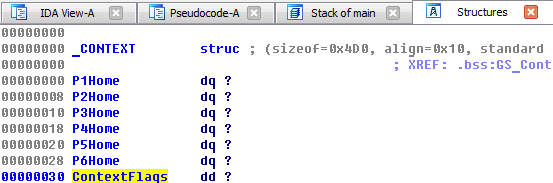 IDA View-A Pseudocode-A Stack of main Structures
00000000
00000000 _CONTEXT struc ; (sizeof=0x4D0, align=0x10, standard
00000000 ; XREF: .bss:GS_Cont
00000000 P1Home dq ?
00000008 P2Home dq ?
00000010 P3Home dq ?
00000018 P4Home dq ?
00000020 P5Home dq ?
00000028 P6Home dq ?
00000030 ContextFlags dd ?